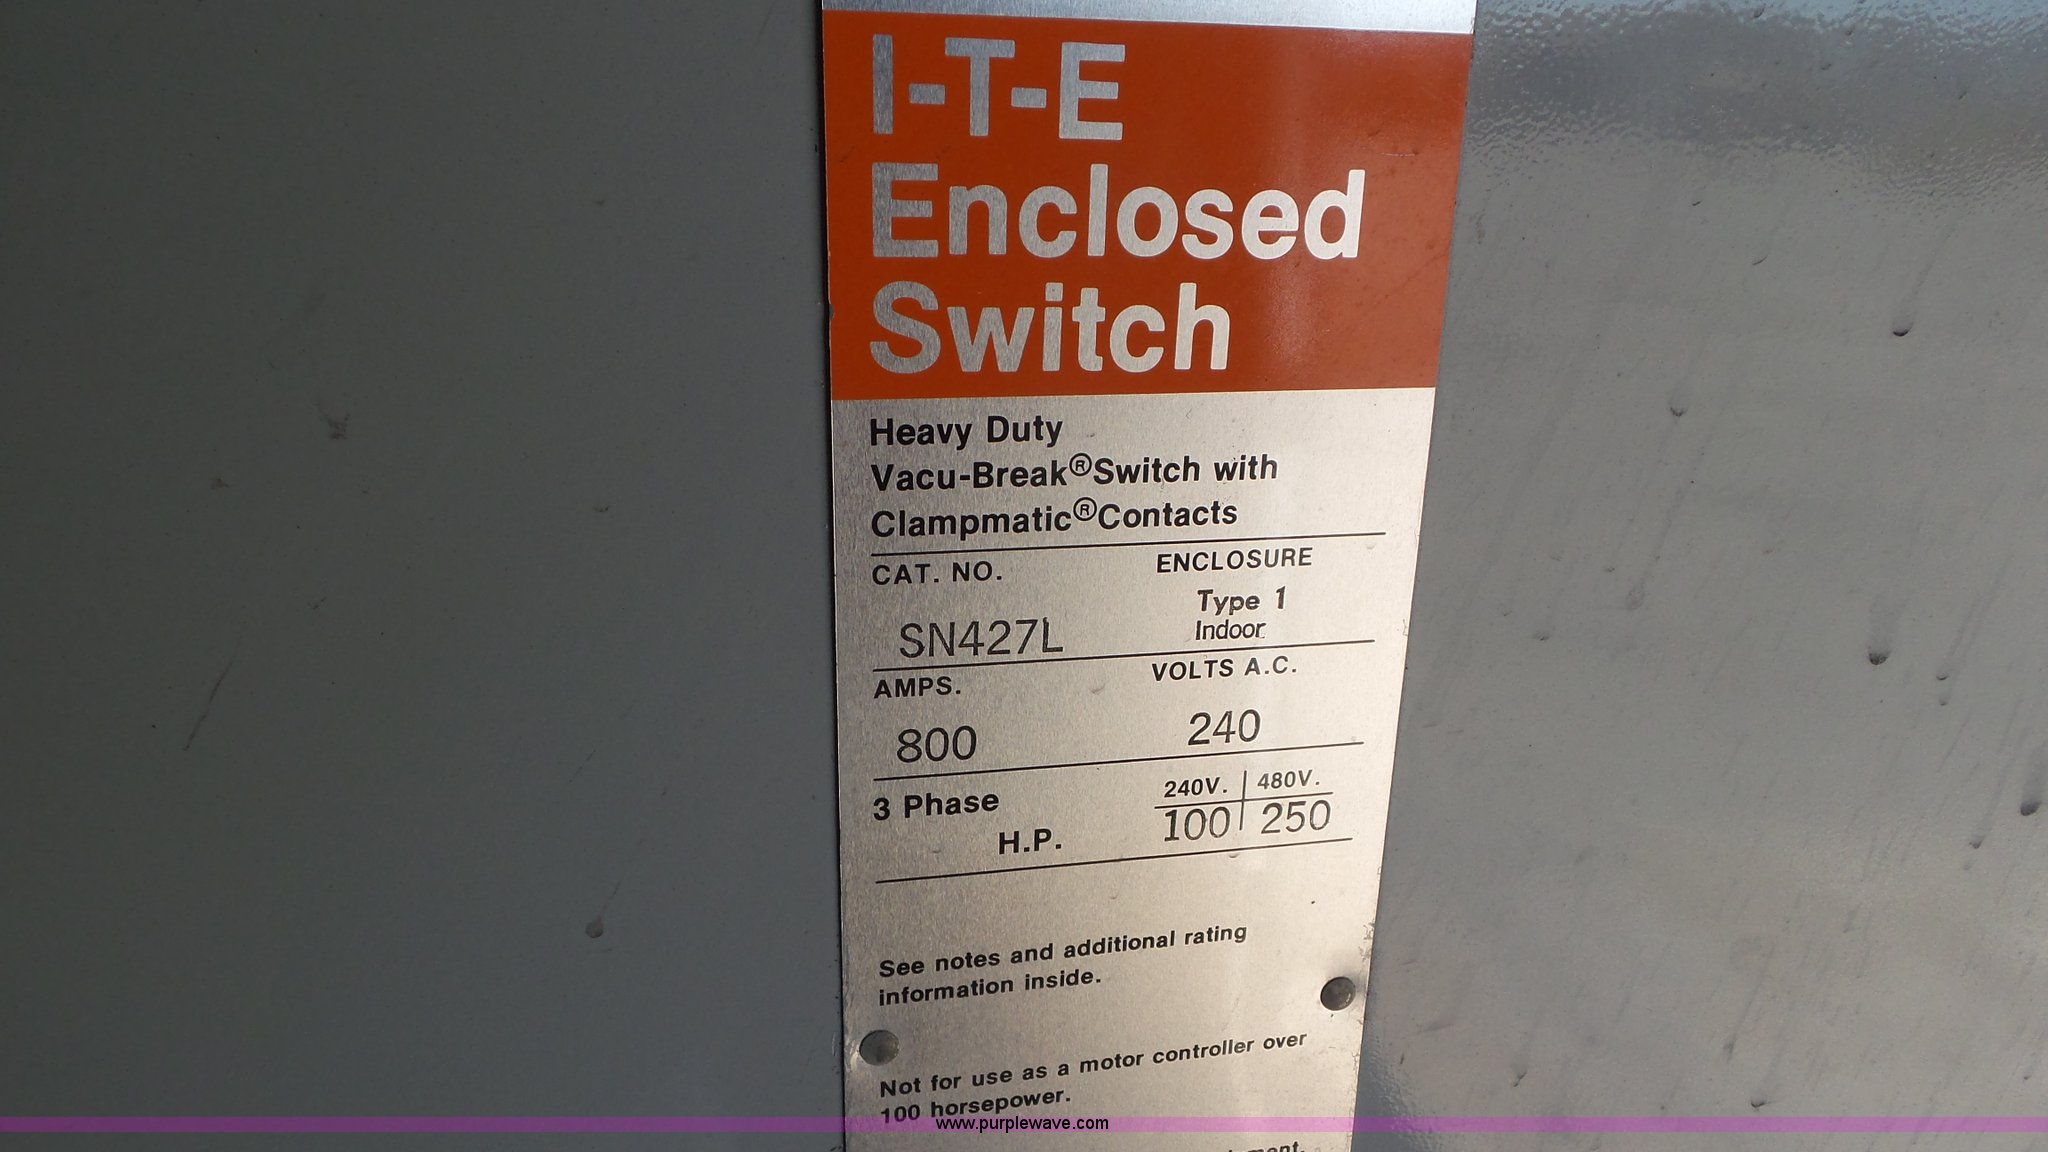 I-T-E
Enclosed
Switch
Heavy Duty
Vacu-Break® Switch with
Clampmatic® Contacts
CAT. NO. ENCLOSURE
Type 1
SN427L Indoor
AMPS. VOLTS A.C.
800 240
3 Phase 240V. 480V.
H.P. 100 250
See notes and additional rating
information inside.
Not for use as a motor controller over
100 horsepower.
www.purplewave.com